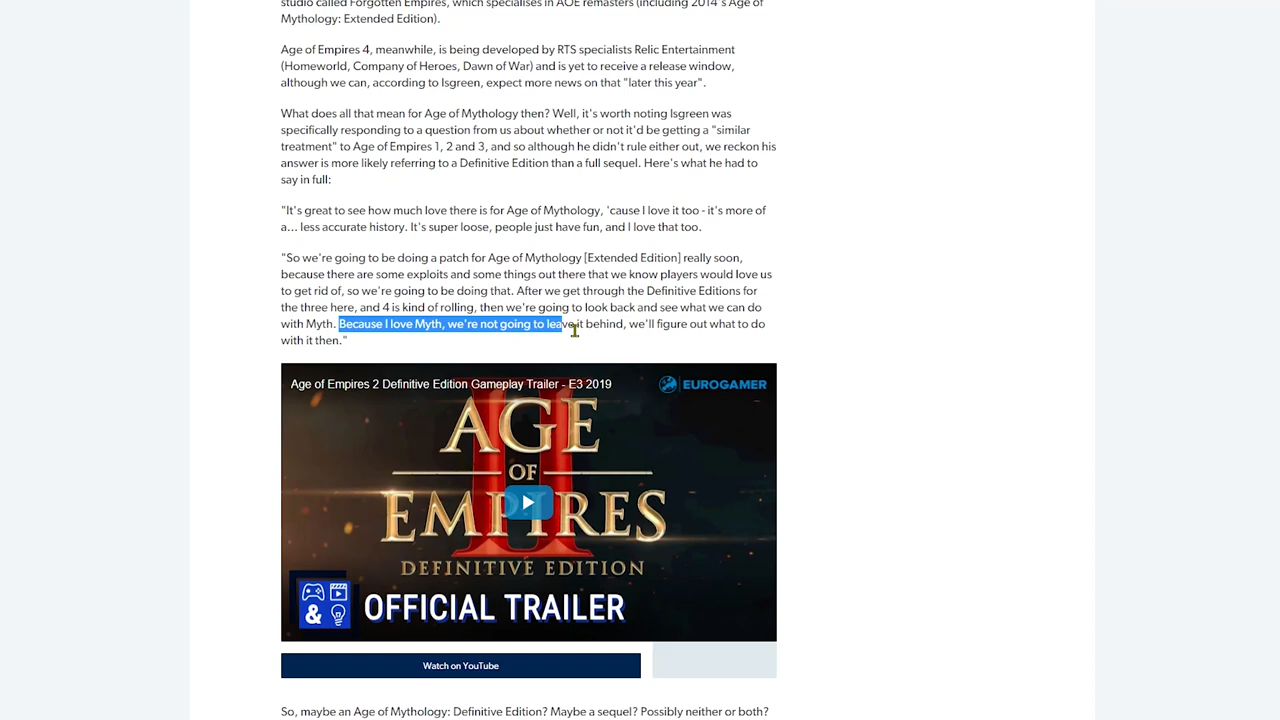 studio called Forgotten Empires, which specialises in AOE remasters (including 2014's Age of
Mythology: Extended Edition).
Age of Empires 4, meanwhile, is being developed by RTS specialists Relic Entertainment
(Homeworld, Company of Heroes, Dawn of War) and is yet to receive a release window,
although we can, according to Isgreen, expect more news on that "later this year".
What does all that mean for Age of Mythology then? Well, it's worth noting Isgreen was
specifically responding to a question from us about whether or not it'd be getting a "similar
treatment" to Age of Empires 1, 2 and 3, and so although he didn't rule either out, we reckon his
answer is more likely referring to a Definitive Edition than a full sequel. Here's what he had to
say in full:
"It's great to see how much love there is for Age of Mythology, 'cause I love it too - it's more of
a... less accurate history. It's super loose, people just have fun, and I love that too.
"So we're going to be doing a patch for Age of Mythology [Extended Edition] really soon,
because there are some exploits and some things out there that we know players would love us
to get rid of, so we're going to be doing that. After we get through the Definitive Editions for
the three here, and 4 is kind of rolling, then we're going to look back and see what we can do
with Myth. Because I love Myth, we're not going to leave it behind, we'll figure out what to do
with it then."
Age of Empires 2 Definitive Edition Gameplay Trailer - E3 2019
EUROGAMER
AGE
II
OF
EMPIRES
DEFINITIVE EDITION
& OFFICIAL TRAILER
Watch on YouTube
So, maybe an Age of Mythology: Definitive Edition? Maybe a sequel? Possibly neither or both?